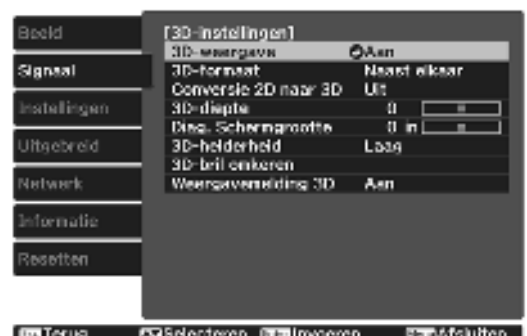 Beeld
Signaal
Instellingen
Uitgebreid
Netwerk
Informatie
Resetten
[3D-instellingen]
3D-weergave Aan
3D-formaat Naast elkaar
Conversie 2D naar 3D Uit
3D-diepte 0
Diag. Schermgrootte 0 in
3D-helderheid Laag
3D-bril omkeren
Weergavemelding 3D Aan
Terug Selecteren Invoeren Afsluiten